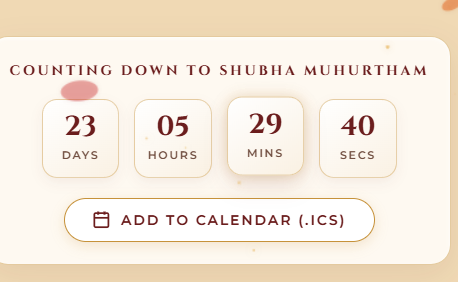 COUNTING DOWN TO SHUBHA MUHURTHAM
23 05 29 40
DAYS HOURS MINS SECS
ADD TO CALENDAR (.ICS)